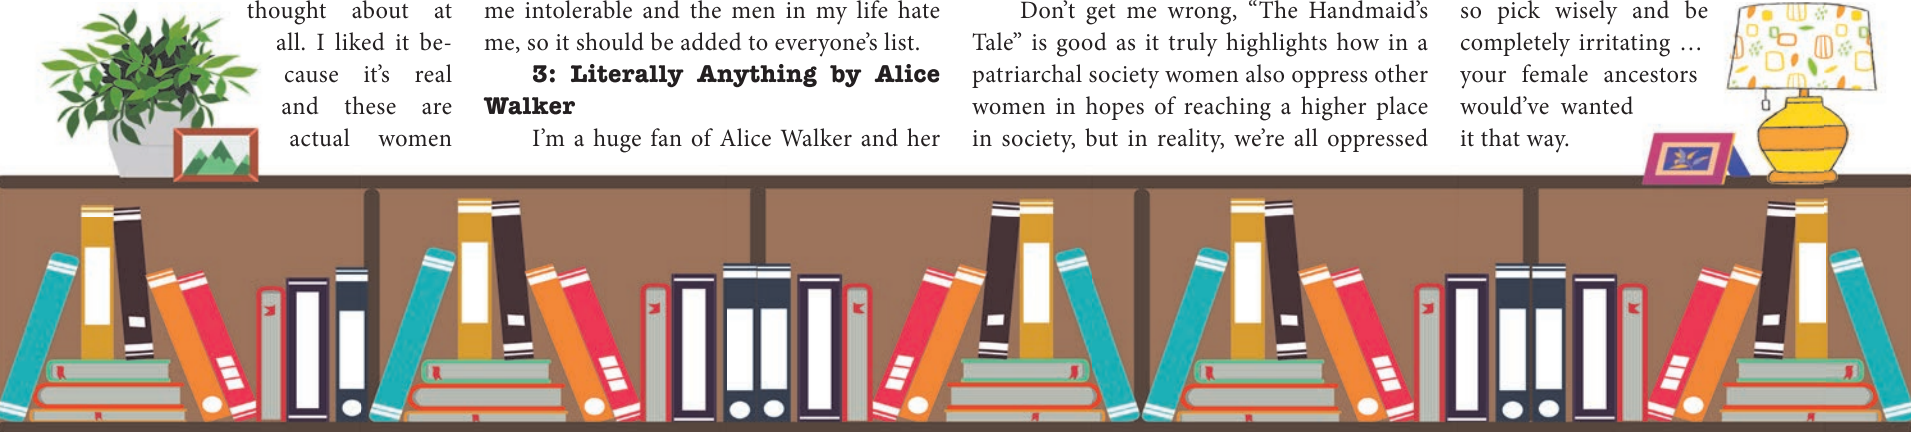 thought about at
all. I liked it be-
cause it’s real
and these are
actual women
me intolerable and the men in my life hate
me, so it should be added to everyone’s list.
3: Literally Anything by Alice
Walker
I’m a huge fan of Alice Walker and her
Don’t get me wrong, “The Handmaid’s
Tale” is good as it truly highlights how in a
patriarchal society women also oppress other
women in hopes of reaching a higher place
in society, but in reality, we’re all oppressed
so pick wisely and be
completely irritating …
your female ancestors
would’ve wanted
it that way.